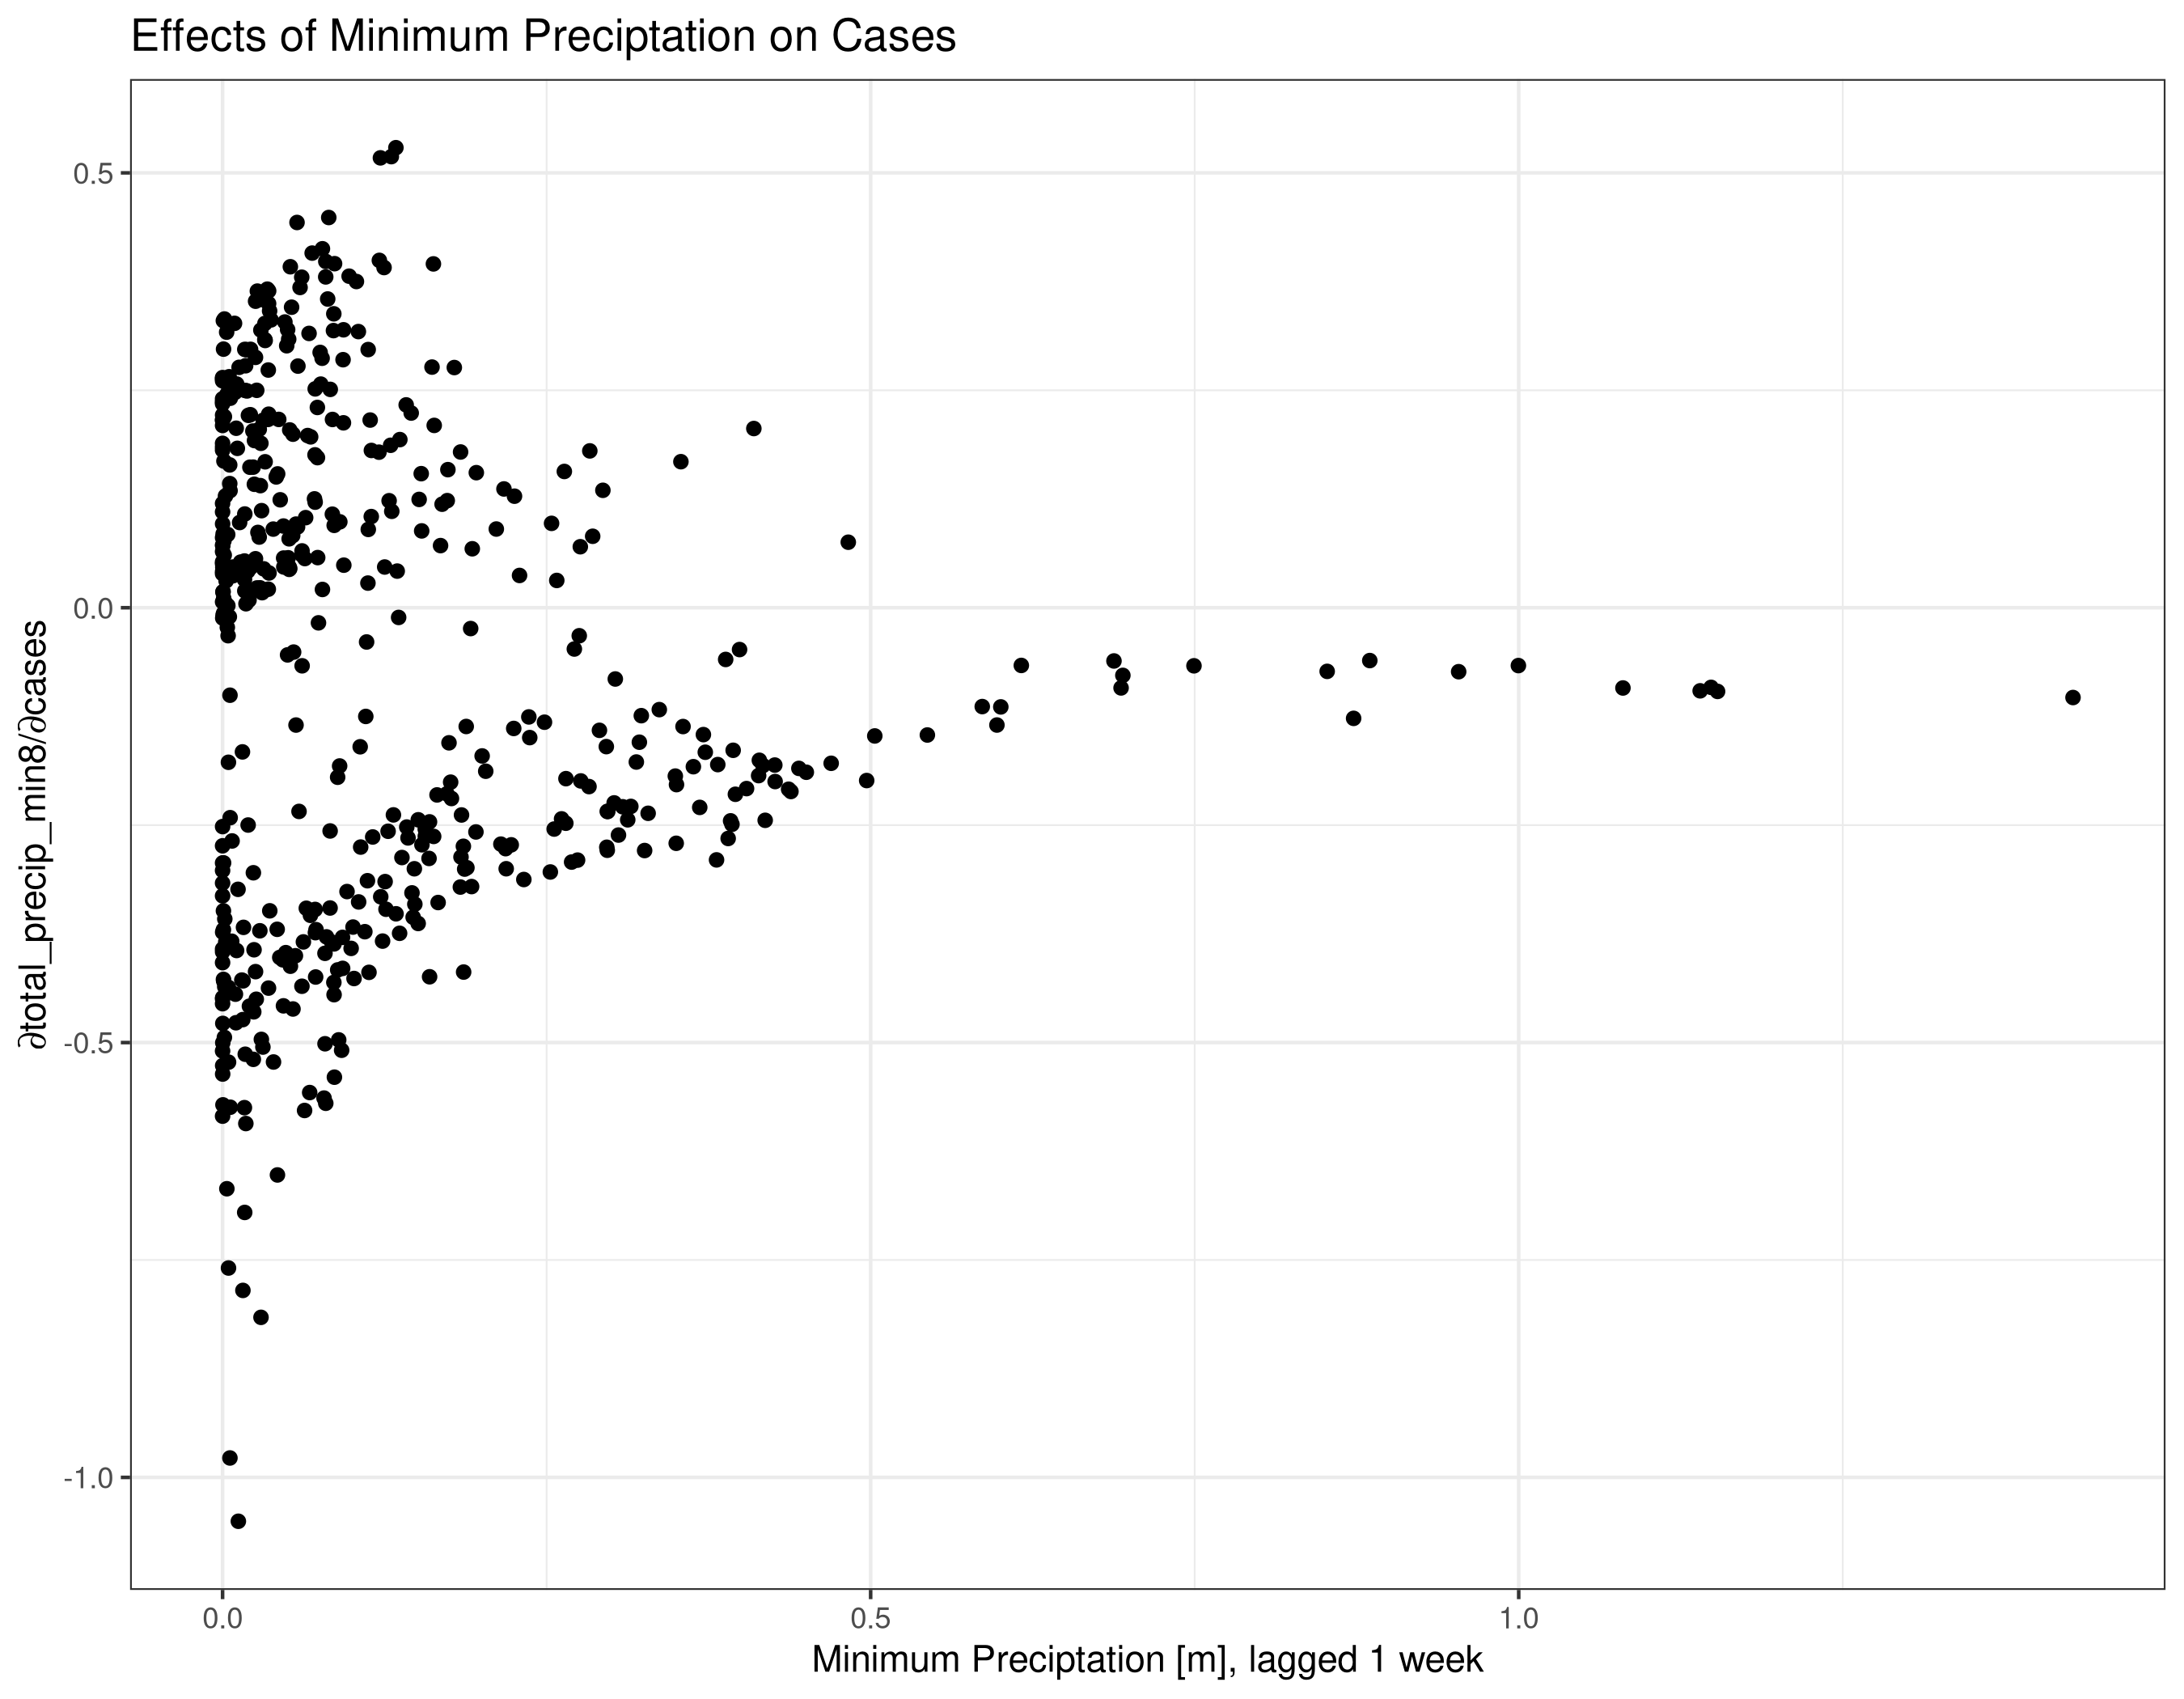 Effects of Minimum Preciptation on Cases
∂total_precip_min8/∂cases
0.5
0.0
-0.5
-1.0
0.0 0.5 1.0
Minimum Preciptation [m], lagged 1 week